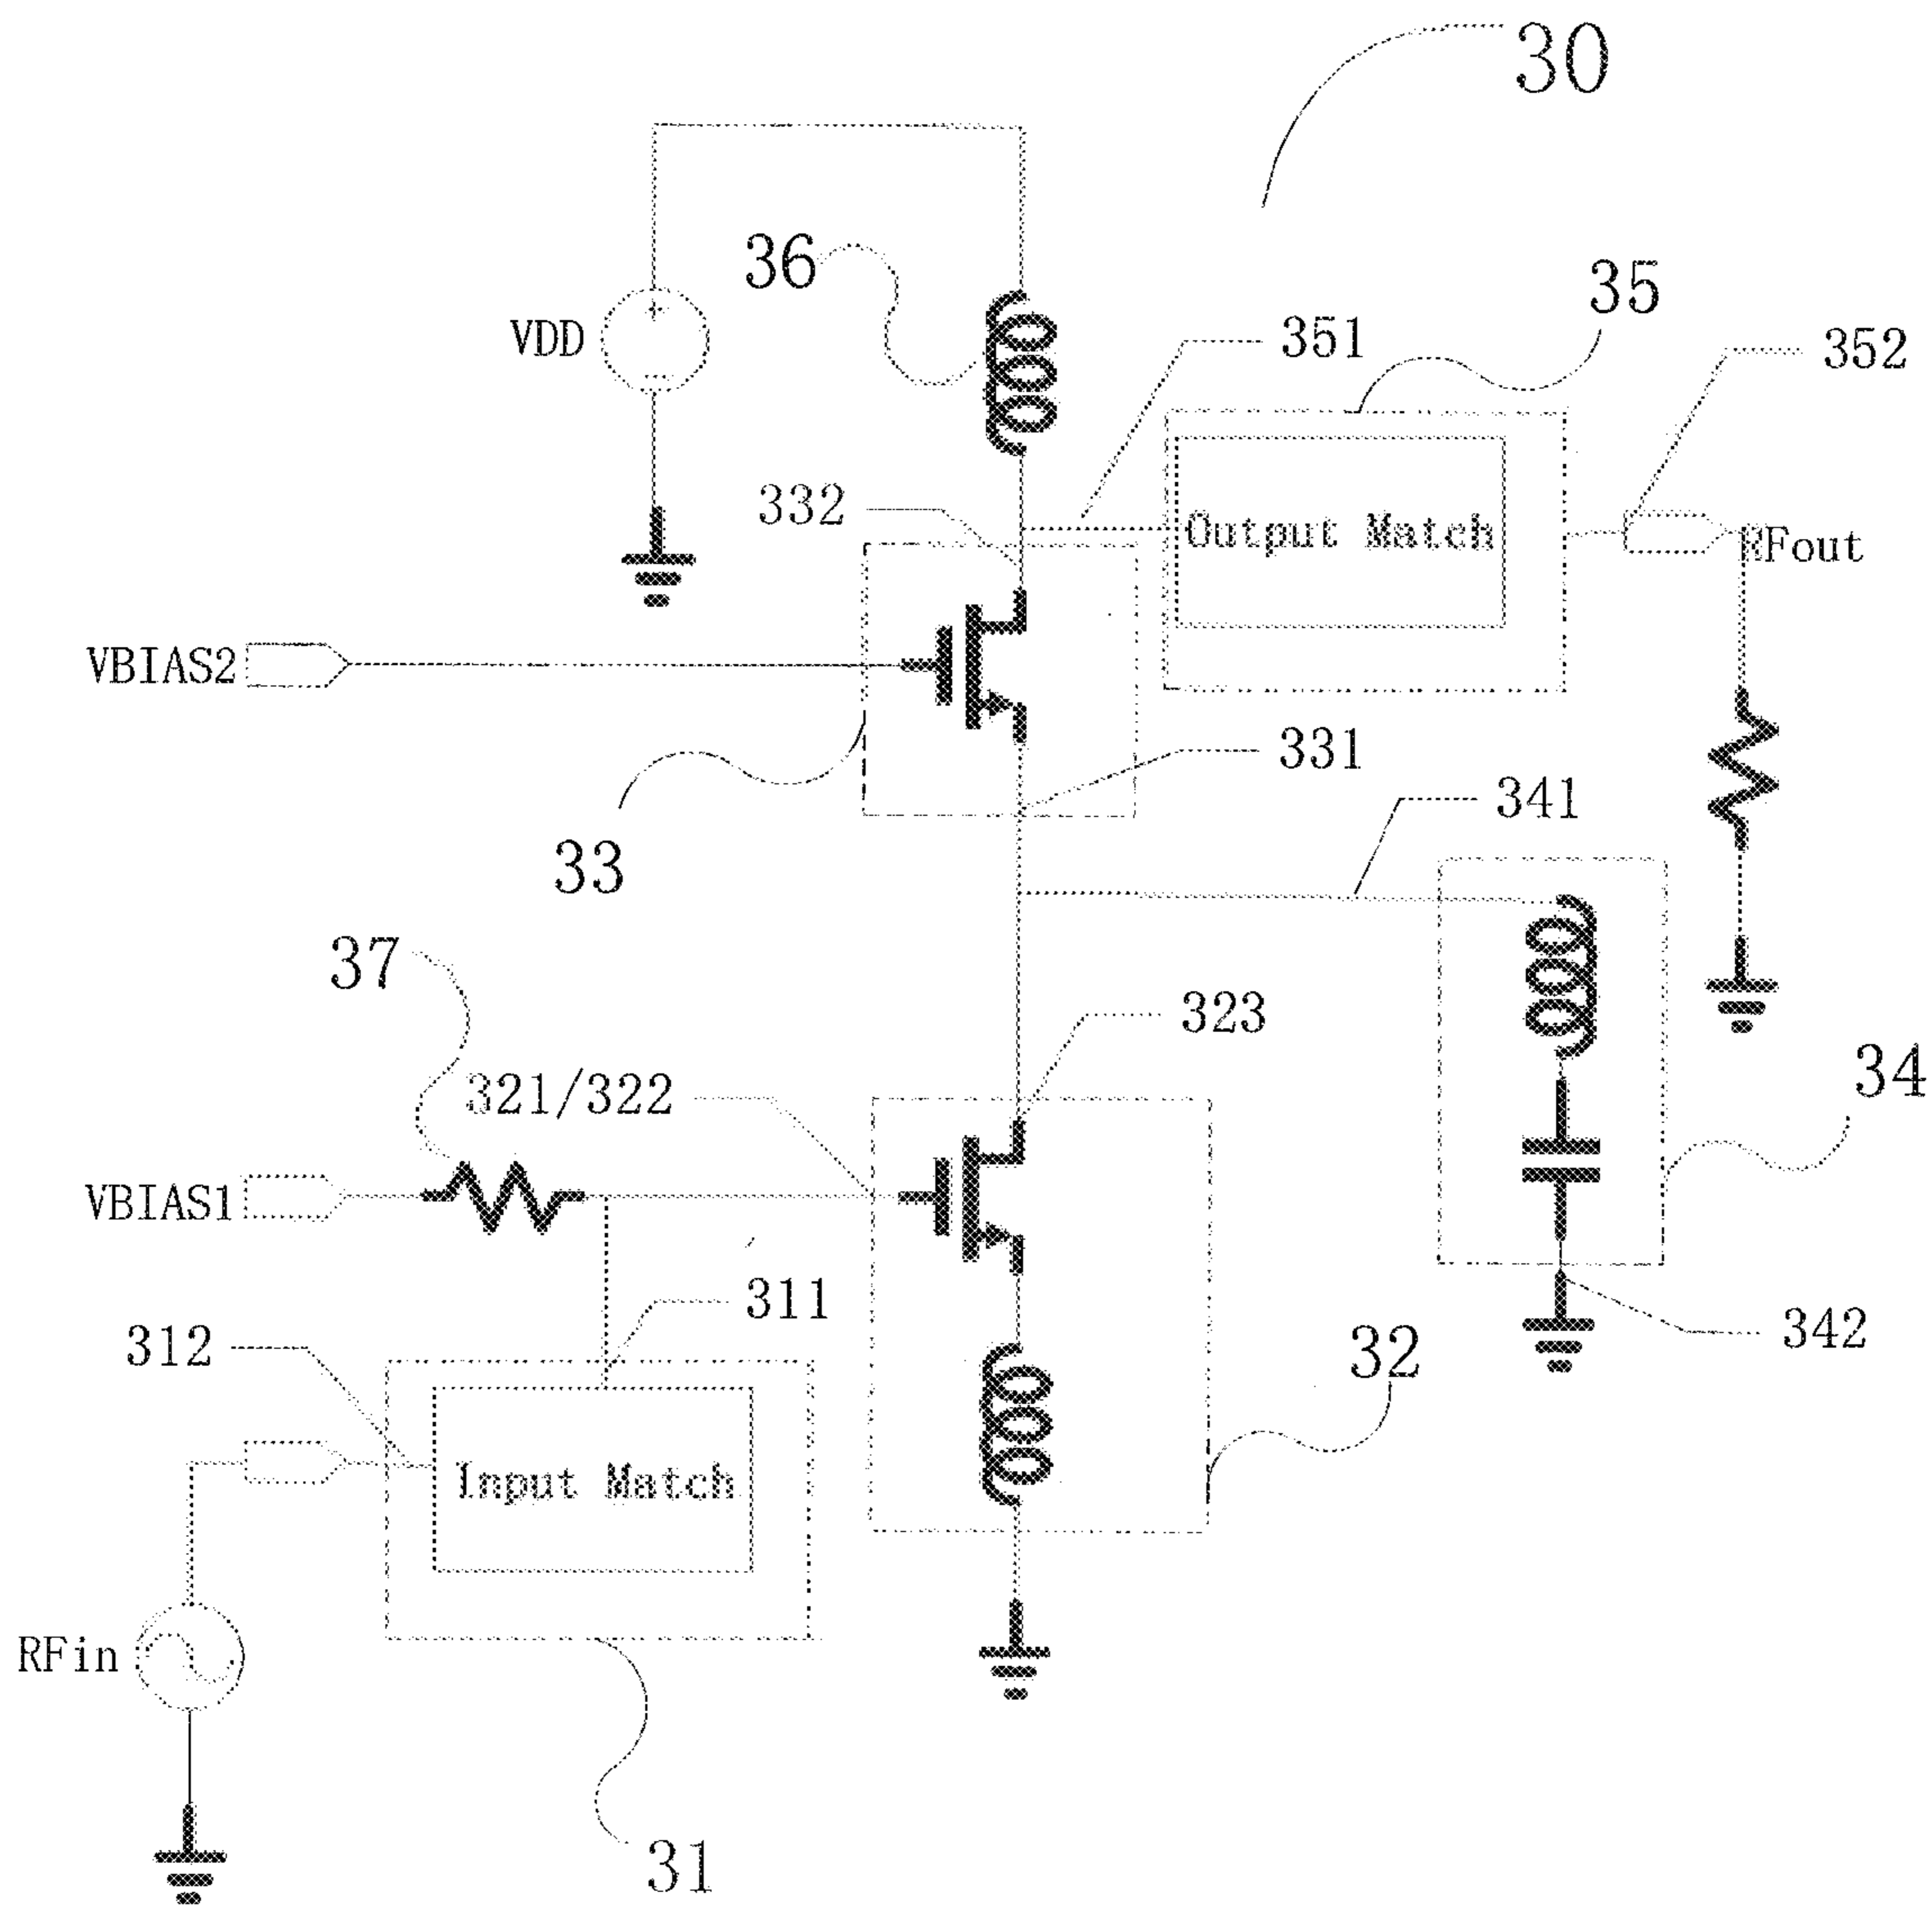 30
36
35
VDD
351
352
332
Output Match
RFout
VBIAS2
331
341
33
37
323
34
321/322
VBIAS1
311
342
312
32
Input Match
RFin
31